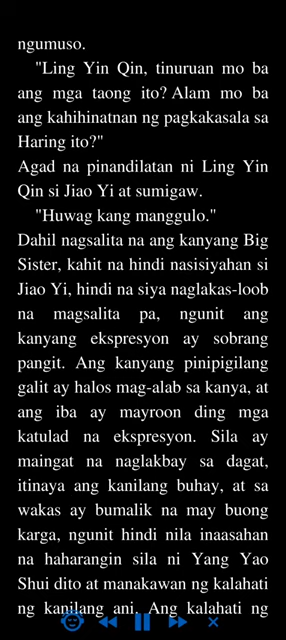 ngumuso.
"Ling Yin Qin, tinuruan mo ba
ang mga taong ito? Alam mo ba
ang kahihinatnan ng pagkakasala sa
Haring ito?"
Agad na pinandilatan ni Ling Yin
Qin si Jiao Yi at sumigaw.
"Huwag kang manggulo."
Dahil nagsalita na ang kanyang Big
Sister, kahit na hindi nasisiyahan si
Jiao Yi, hindi na siya naglakas-loob
na magsalita pa, ngunit ang
kanyang ekspresyon ay sobrang
pangit. Ang kanyang pinipigilang
galit ay halos mag-alab sa kanya, at
ang iba ay mayroon ding mga
katulad na ekspresyon. Sila ay
maingat na naglakbay sa dagat,
itinaya ang kanilang buhay, at sa
wakas ay bumalik na may buong
karga, ngunit hindi nila inaasahan
na haharangin sila ni Yang Yao
Shui dito at manakawan ng kalahati
ng kanilang ani. Ang kalahati ng